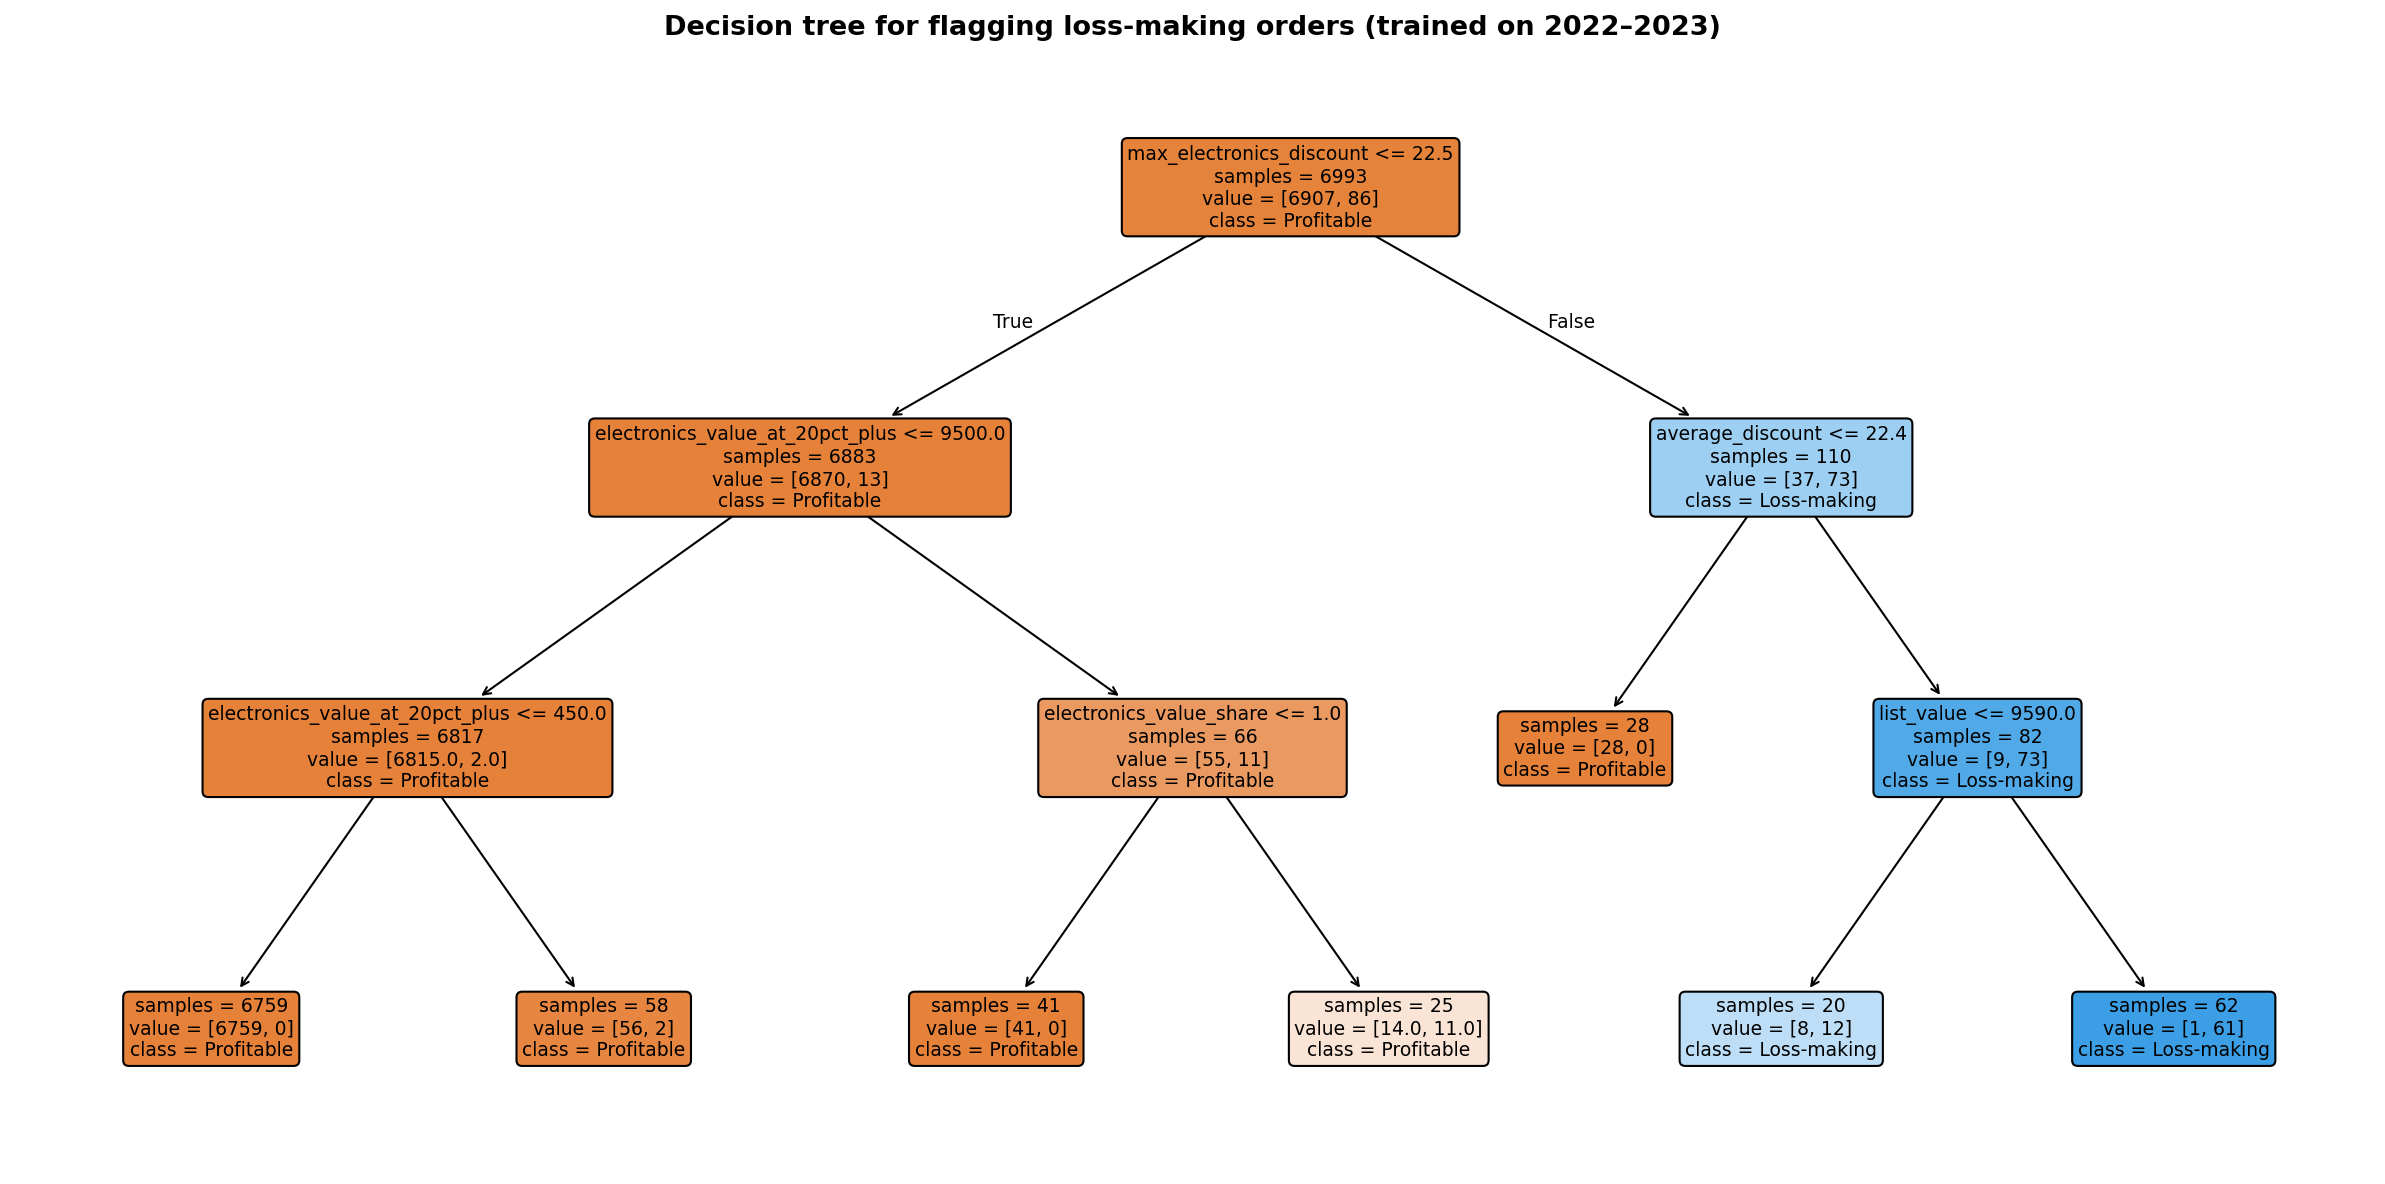 Decision tree for flagging loss-making orders (trained on 2022–2023)
max_electronics_discount <= 22.5
samples = 6993
value = [6907, 86]
class = Profitable
True
False
electronics_value_at_20pct_plus <= 9500.0
samples = 6883
value = [6870, 13]
class = Profitable
average_discount <= 22.4
samples = 110
value = [37, 73]
class = Loss-making
electronics_value_at_20pct_plus <= 450.0
samples = 6817
value = [6815.0, 2.0]
class = Profitable
electronics_value_share <= 1.0
samples = 66
value = [55, 11]
class = Profitable
samples = 28
value = [28, 0]
class = Profitable
list_value <= 9590.0
samples = 82
value = [9, 73]
class = Loss-making
samples = 6759
value = [6759, 0]
class = Profitable
samples = 58
value = [56, 2]
class = Profitable
samples = 41
value = [41, 0]
class = Profitable
samples = 25
value = [14.0, 11.0]
class = Profitable
samples = 20
value = [8, 12]
class = Loss-making
samples = 62
value = [1, 61]
class = Loss-making